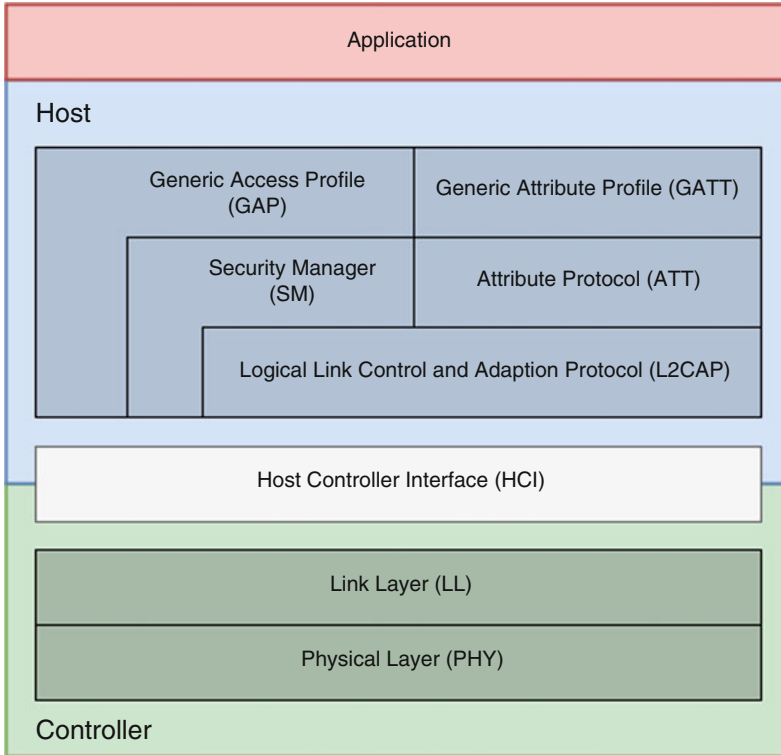 Application
Host
Generic Access Profile
(GAP)
Generic Attribute Profile (GATT)
Security Manager
(SM)
Attribute Protocol (ATT)
Logical Link Control and Adaption Protocol (L2CAP)
Host Controller Interface (HCI)
Link Layer (LL)
Physical Layer (PHY)
Controller